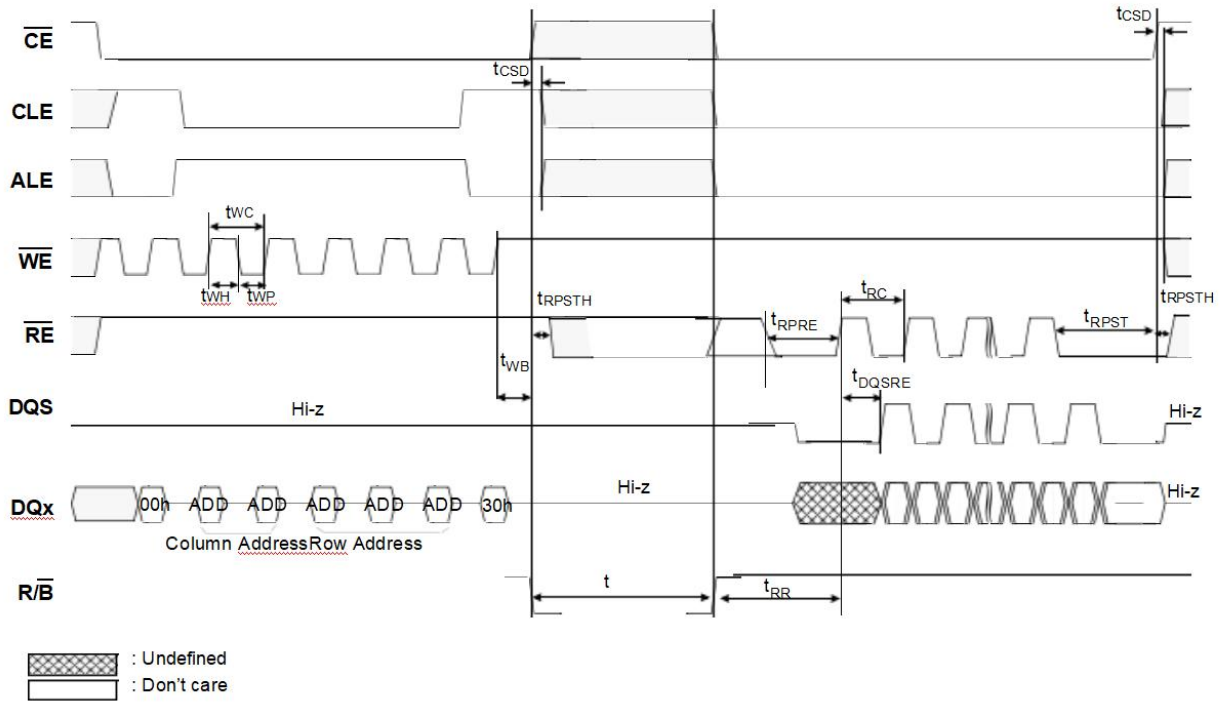 CE
tCSD
tCSD
CLE
ALE
tWC
WE
tWH
tWP
tRPSTH
tRC
tRPSTH
tRPRE
tRPST
RE
tWB
tDQSRE
DQS
Hi-z
Hi-z
DQx
00h
ADD
ADD
ADD
ADD
ADD
30h
Hi-z
Hi-z
Column AddressRow Address
R/B
t
tRR
: Undefined
: Don't care